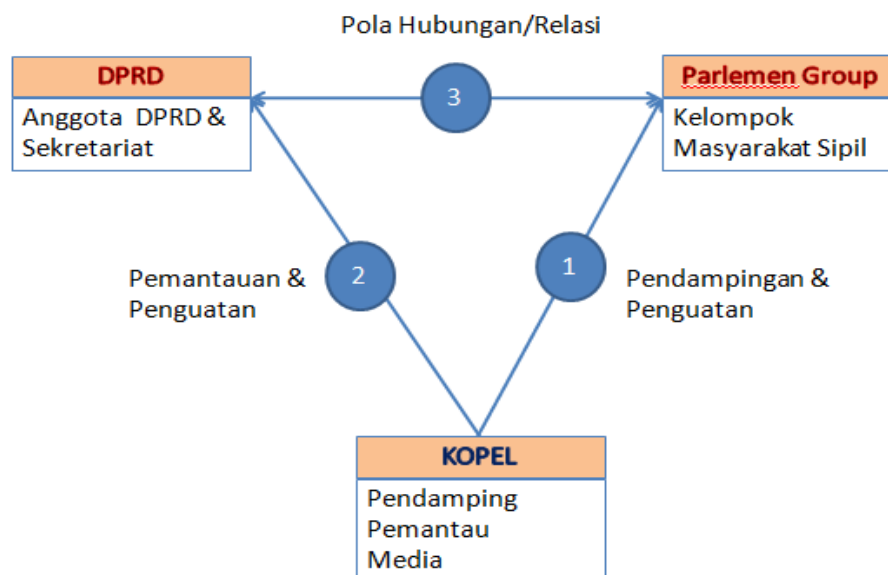 Pola Hubungan/Relasi
DPRD
Anggota DPRD &
Sekretariat
3
Parlemen Group
Kelompok
Masyarakat Sipil
Pemantauan &
Penguatan
2
1
Pendampingan &
Penguatan
KOPEL
Pendamping
Pemantau
Media